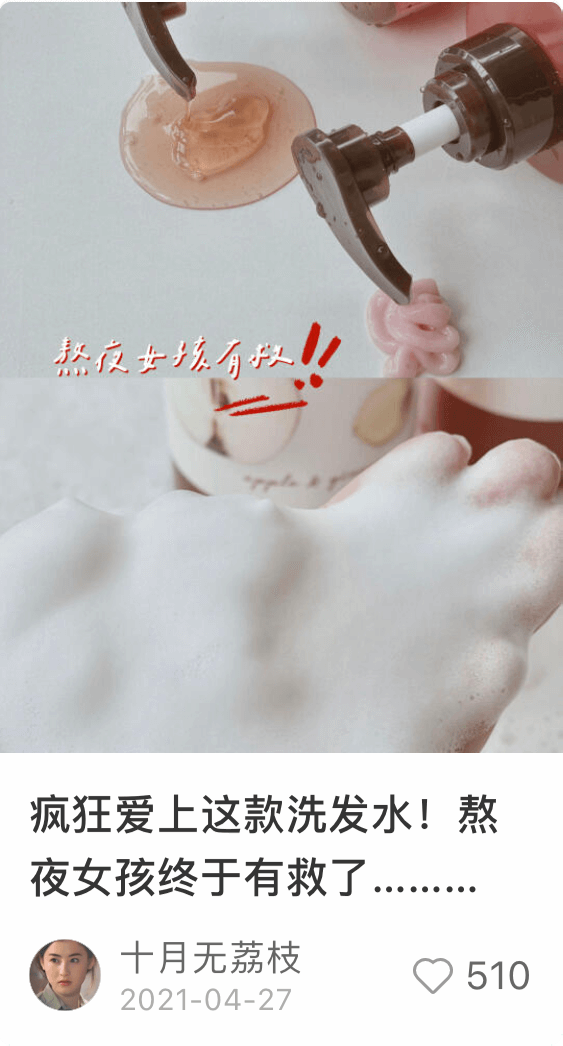 熬夜女孩有救!!
apple &
疯狂爱上这款洗发水！熬
夜女孩终于有救了………
十月无荔枝
2021-04-27
510